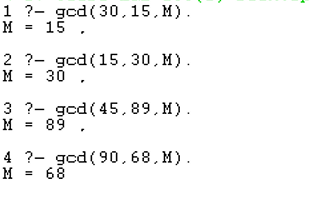 1 ?- gcd(30,15,M).
M = 15 .
2 ?- gcd(15,30,M).
M = 30 .
3 ?- gcd(45,89,M).
M = 89 .
4 ?- gcd(90,68,M).
M = 68